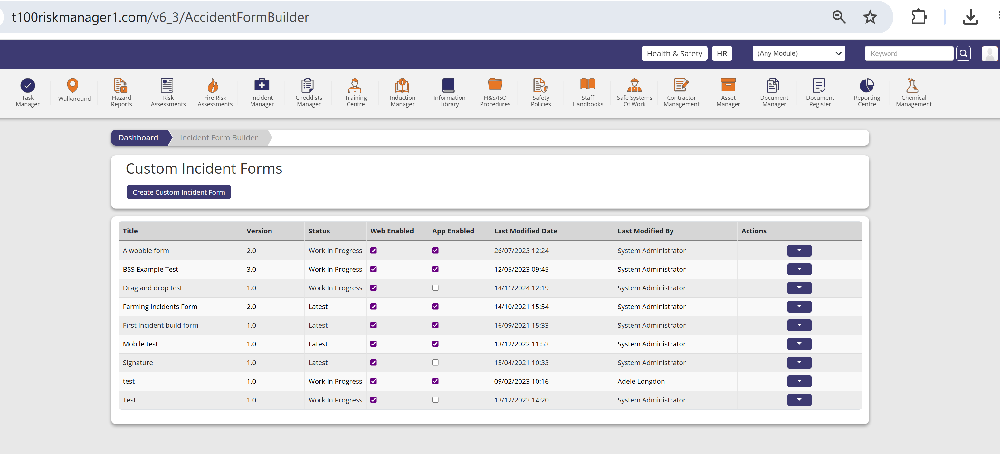 t100riskmanager1.com/v6_3/AccidentFormBuilder
Health & Safety HR (Any Module) Keyword
Task Manager
Walkaround
Hazard Reports
Risk Assessments
Fire Risk Assessments
Incident Manager
Checklists Manager
Training Centre
Induction Manager
Information Library
H&S/ISO Procedures
Safety Policies
Staff Handbooks
Safe Systems Of Work
Contractor Management
Asset Manager
Document Manager
Document Register
Reporting Centre
Chemical Management
Dashboard Incident Form Builder
Custom Incident Forms
Create Custom Incident Form
Title Version Status Web Enabled App Enabled Last Modified Date Last Modified By Actions
A wobble form 2.0 Work In Progress 26/07/2023 12:24 System Administrator
BSS Example Test 3.0 Work In Progress 12/05/2023 09:45 System Administrator
Drag and drop test 1.0 Work In Progress 14/11/2024 12:19 System Administrator
Farming Incidents Form 2.0 Latest 14/10/2021 15:54 System Administrator
First Incident build form 1.0 Latest 16/09/2021 15:33 System Administrator
Mobile test 1.0 Latest 13/12/2022 11:53 System Administrator
Signature 1.0 Latest 15/04/2021 10:33 System Administrator
test 1.0 Work In Progress 09/02/2023 10:16 Adele Longdon
Test 1.0 Work In Progress 13/12/2023 14:20 System Administrator